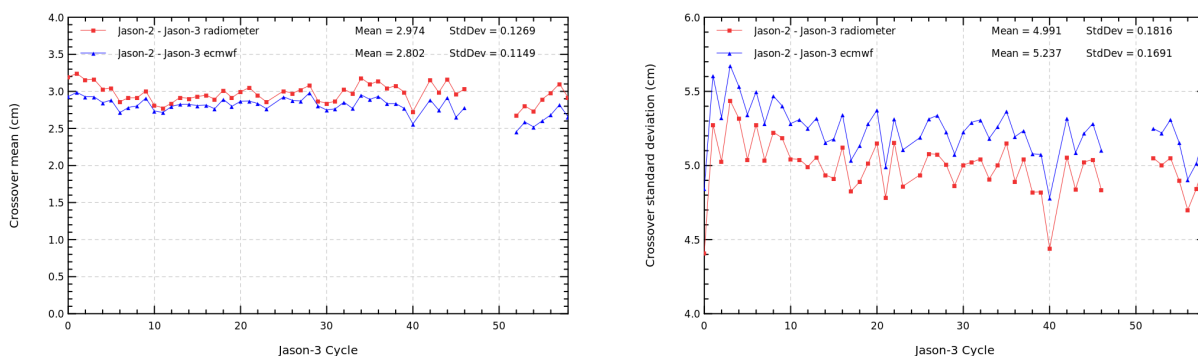 Jason-2 - Jason-3 radiometer Mean = 2.974 StdDev = 0.1269
Jason-2 - Jason-3 ecmwf Mean = 2.802 StdDev = 0.1149
Crossover mean (cm)
4.0
3.5
3.0
2.5
2.0
1.5
1.0
0.5
0.0
0 10 20 30 40 50
Jason-3 Cycle
Jason-2 - Jason-3 radiometer Mean = 4.991 StdDev = 0.1816
Jason-2 - Jason-3 ecmwf Mean = 5.237 StdDev = 0.1691
Crossover standard deviation (cm)
6.0
5.5
5.0
4.5
4.0
0 10 20 30 40 50
Jason-3 Cycle